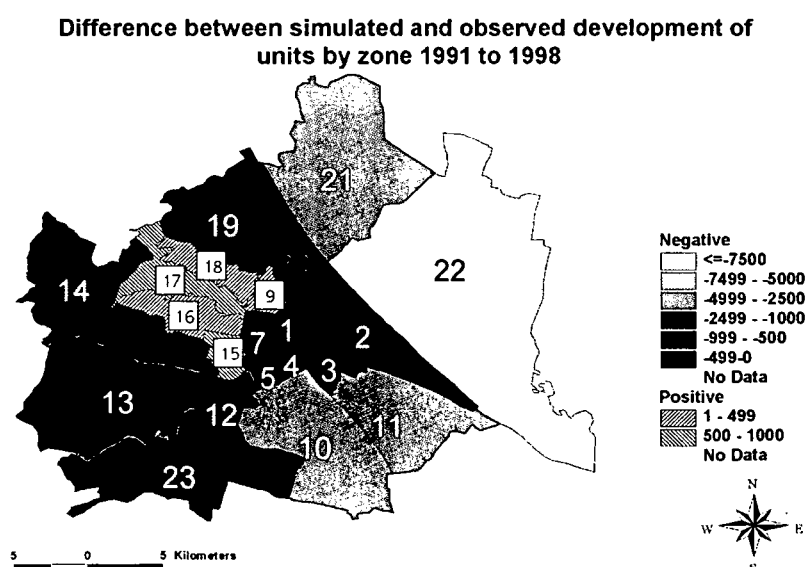 Difference between simulated and observed development of
units by zone 1991 to 1998
21
19
18
22
14
17
9
16
1
2
7
15
4
3
5
13
12
11
10
23
Negative
<=-7500
-7499 - -5000
-4999 - -2500
-2499 - -1000
-999 - -500
-499-0
No Data
Positive
1 - 499
500 - 1000
No Data
N
W E
S
5 0 5 Kilometers